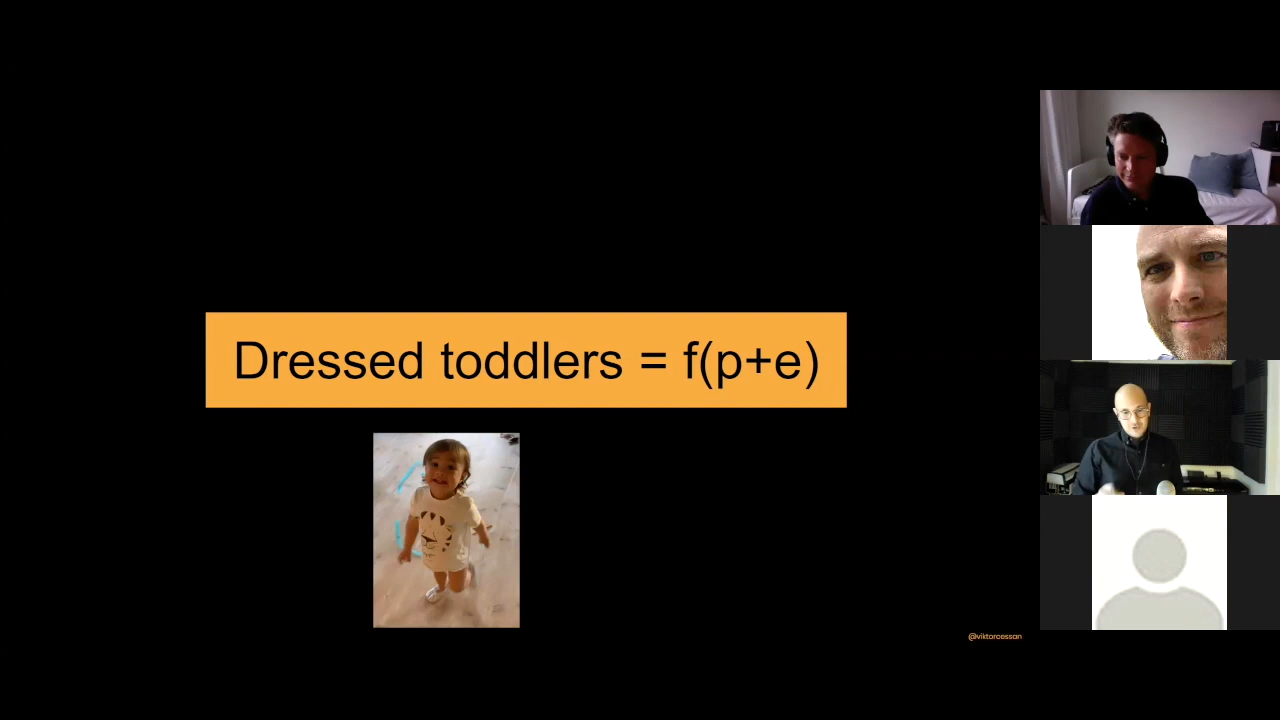 Dressed toddlers = f(p+e)
@viktorcessan